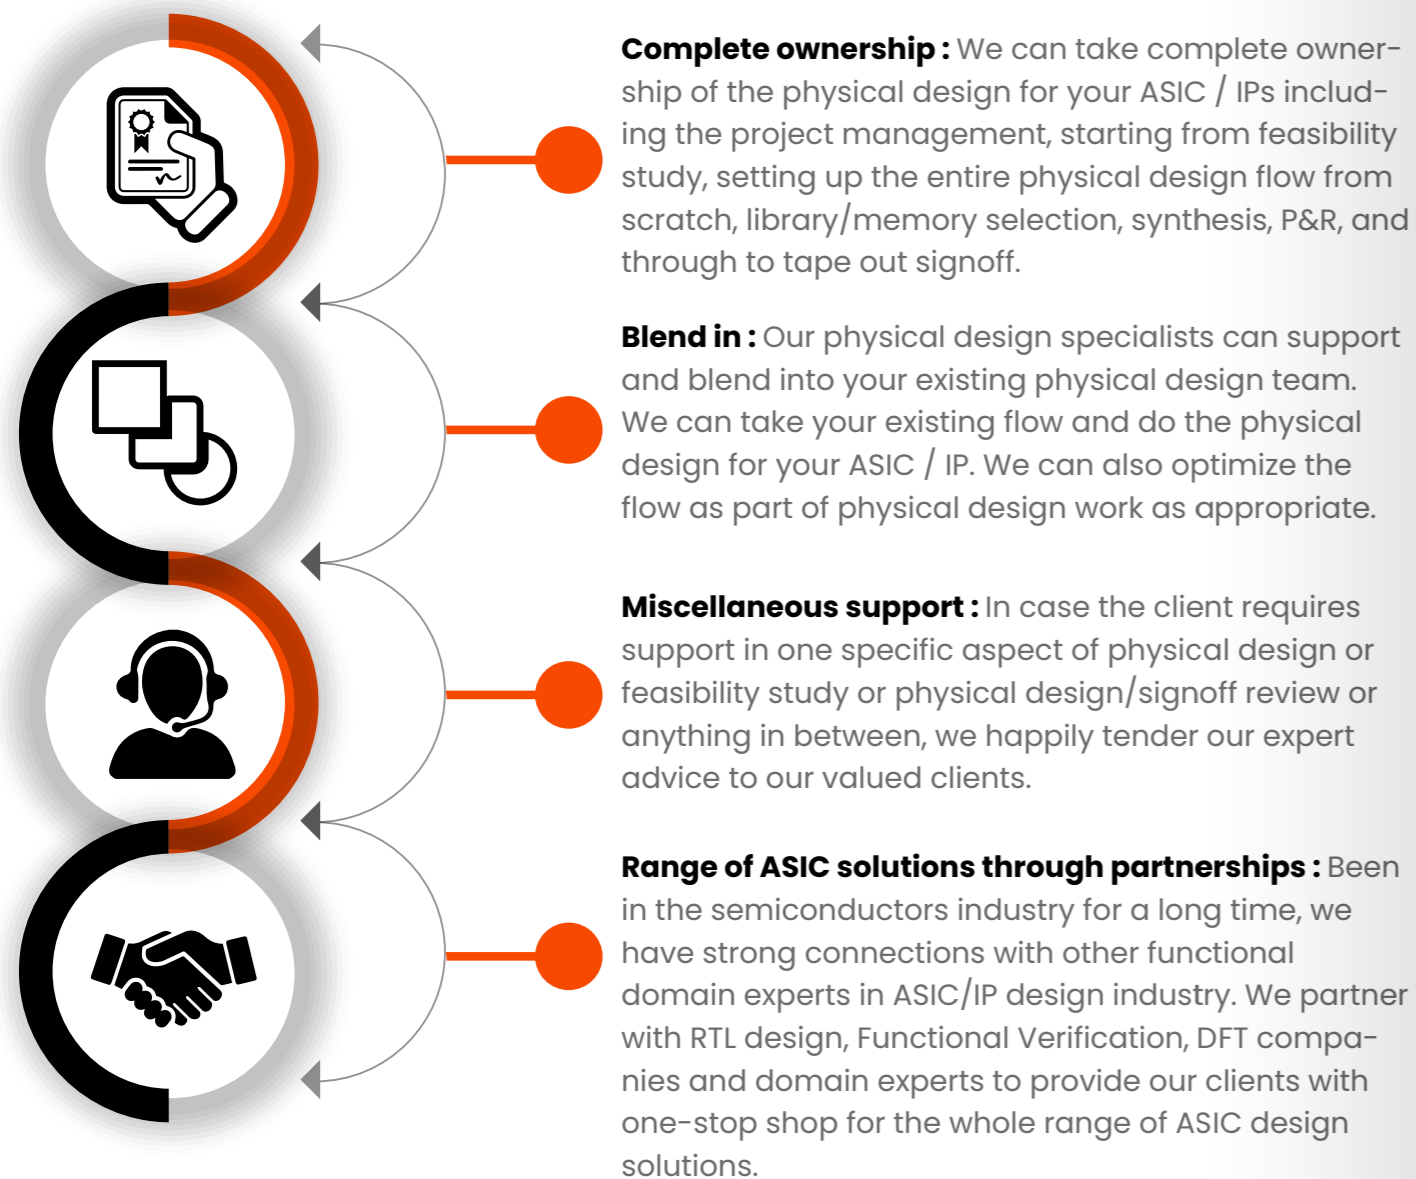 Complete ownership : We can take complete owner-
ship of the physical design for your ASIC / IPs includ-
ing the project management, starting from feasibility
study, setting up the entire physical design flow from
scratch, library/memory selection, synthesis, P&R, and
through to tape out signoff.
Blend in : Our physical design specialists can support
and blend into your existing physical design team.
We can take your existing flow and do the physical
design for your ASIC / IP. We can also optimize the
flow as part of physical design work as appropriate.
Miscellaneous support : In case the client requires
support in one specific aspect of physical design or
feasibility study or physical design/signoff review or
anything in between, we happily tender our expert
advice to our valued clients.
Range of ASIC solutions through partnerships : Been
in the semiconductors industry for a long time, we
have strong connections with other functional
domain experts in ASIC/IP design industry. We partner
with RTL design, Functional Verification, DFT compa-
nies and domain experts to provide our clients with
one-stop shop for the whole range of ASIC design
solutions.